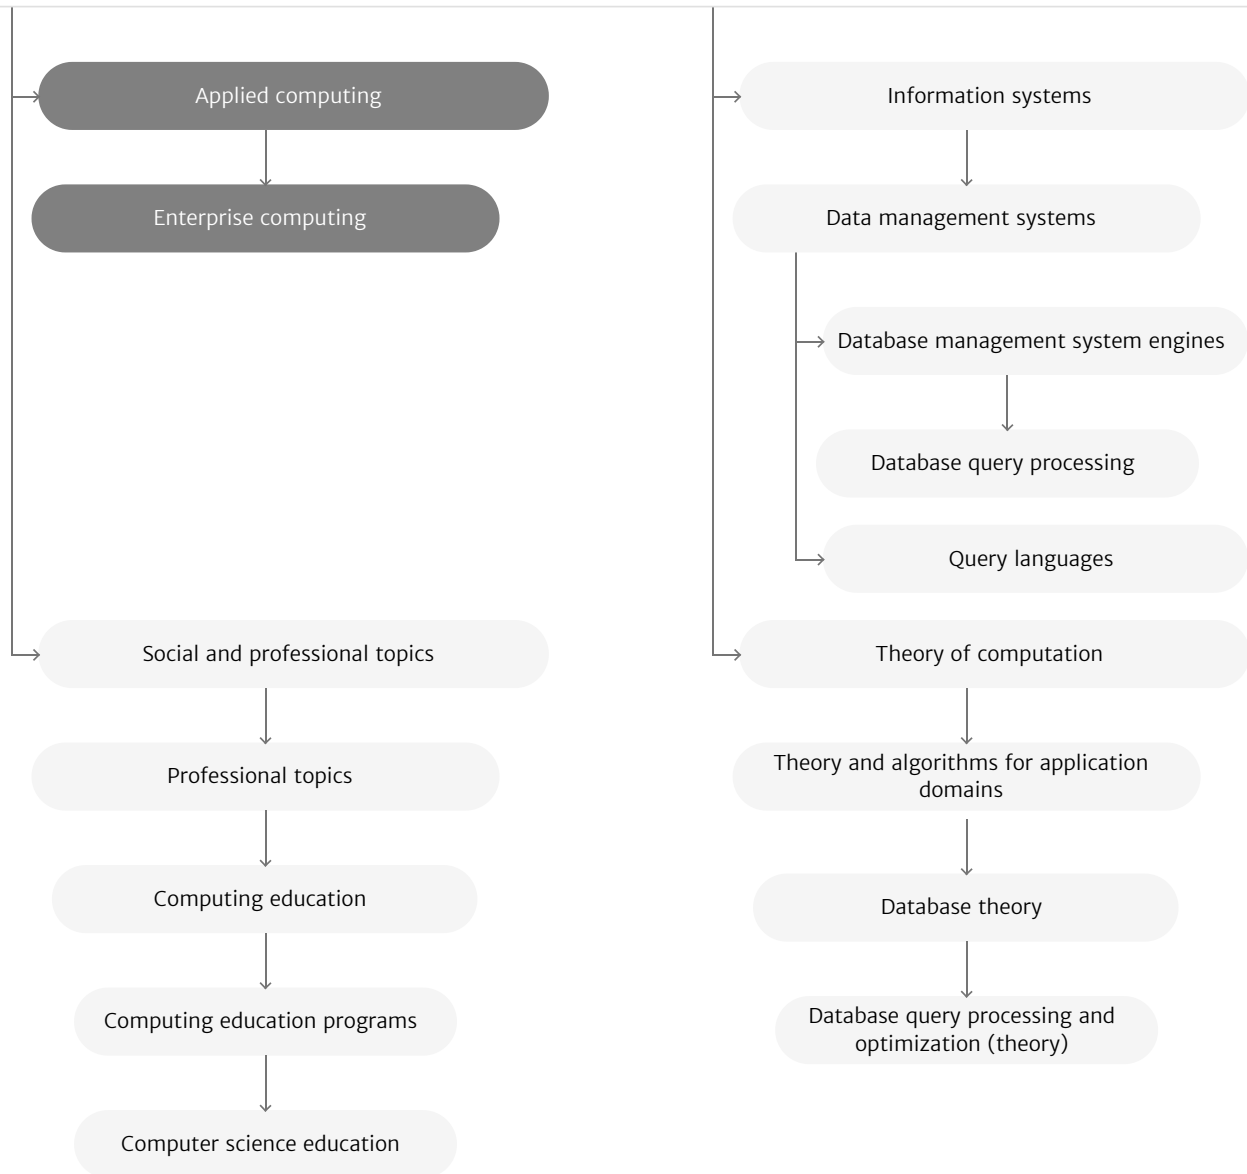 Applied computing
Enterprise computing
Social and professional topics
Professional topics
Computing education
Computing education programs
Computer science education
Information systems
Data management systems
Database management system engines
Database query processing
Query languages
Theory of computation
Theory and algorithms for application
domains
Database theory
Database query processing and
optimization (theory)